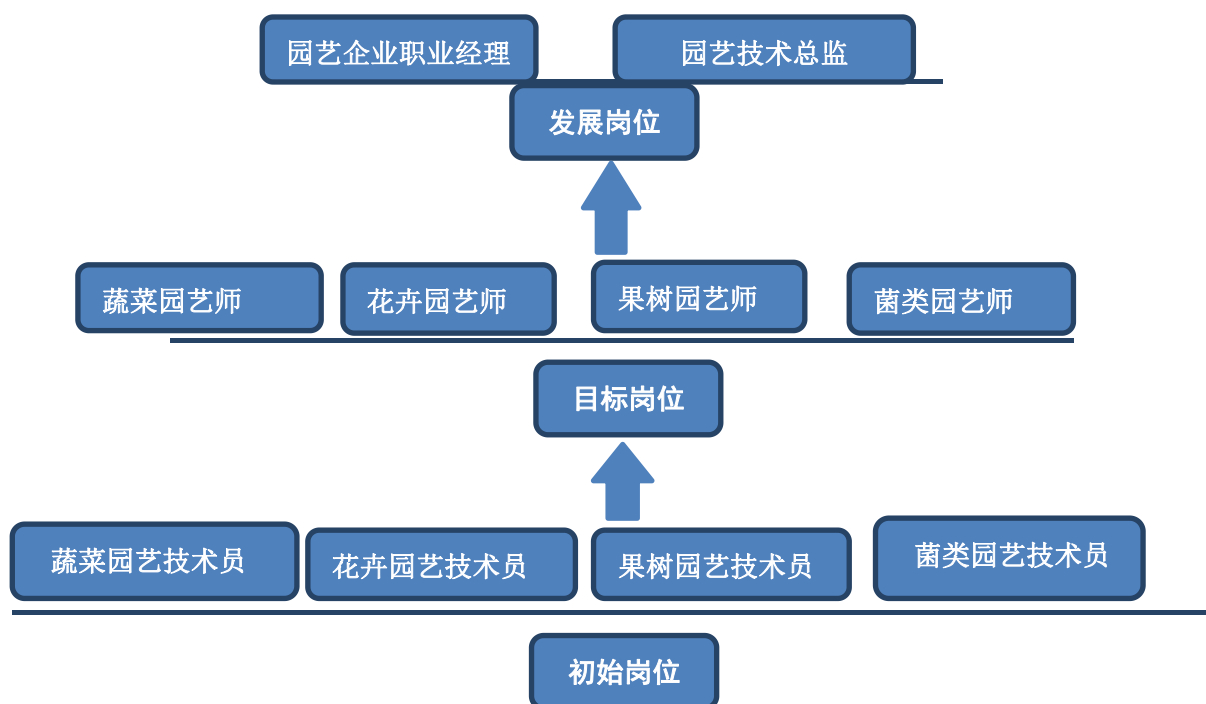 园艺企业职业经理
园艺技术总监
发展岗位
蔬菜园艺师
花卉园艺师
果树园艺师
菌类园艺师
目标岗位
蔬菜园艺技术员
花卉园艺技术员
果树园艺技术员
菌类园艺技术员
初始岗位